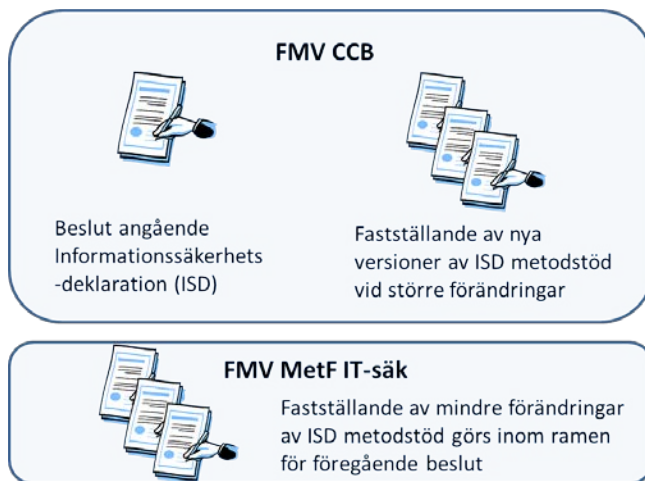 FMV CCB
Beslut angående
Informationssäkerhets
-deklaration (ISD)
Fastställande av nya
versioner av ISD metodstöd
vid större förändringar
FMV MetF IT-säk
Fastställande av mindre förändringar
av ISD metodstöd görs inom ramen
för föregående beslut